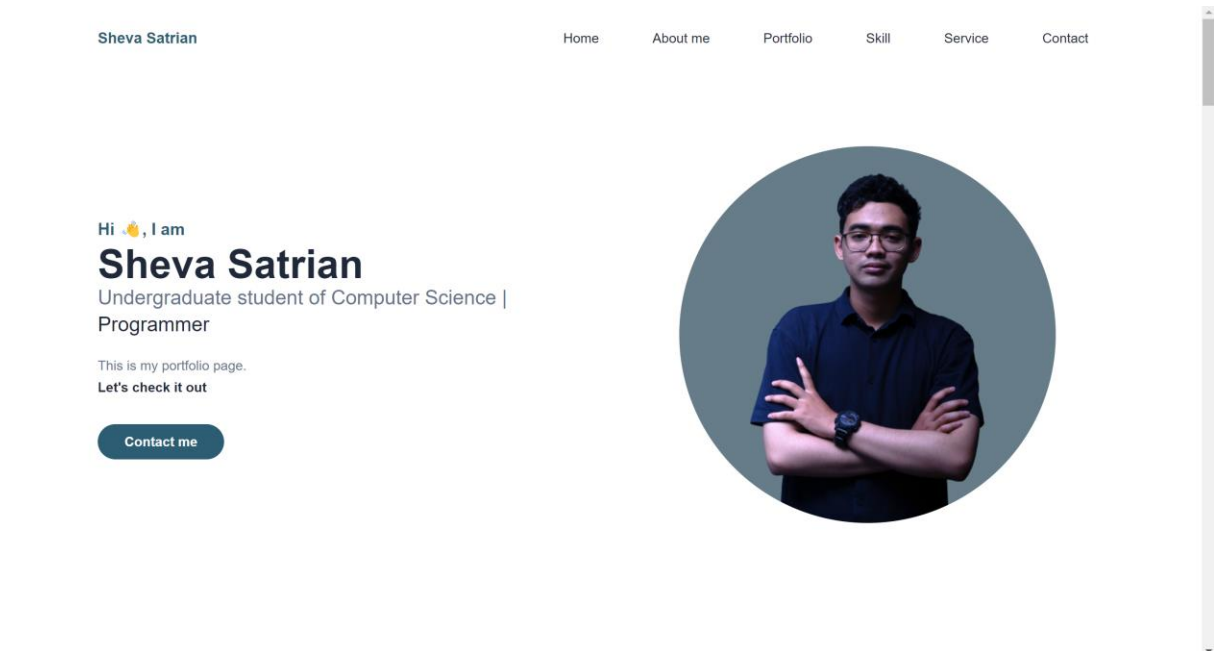 Sheva Satrian
Home About me Portfolio Skill Service Contact
Hi 👋, I am
Sheva Satrian
Undergraduate student of Computer Science |
Programmer
This is my portfolio page.
Let's check it out
Contact me